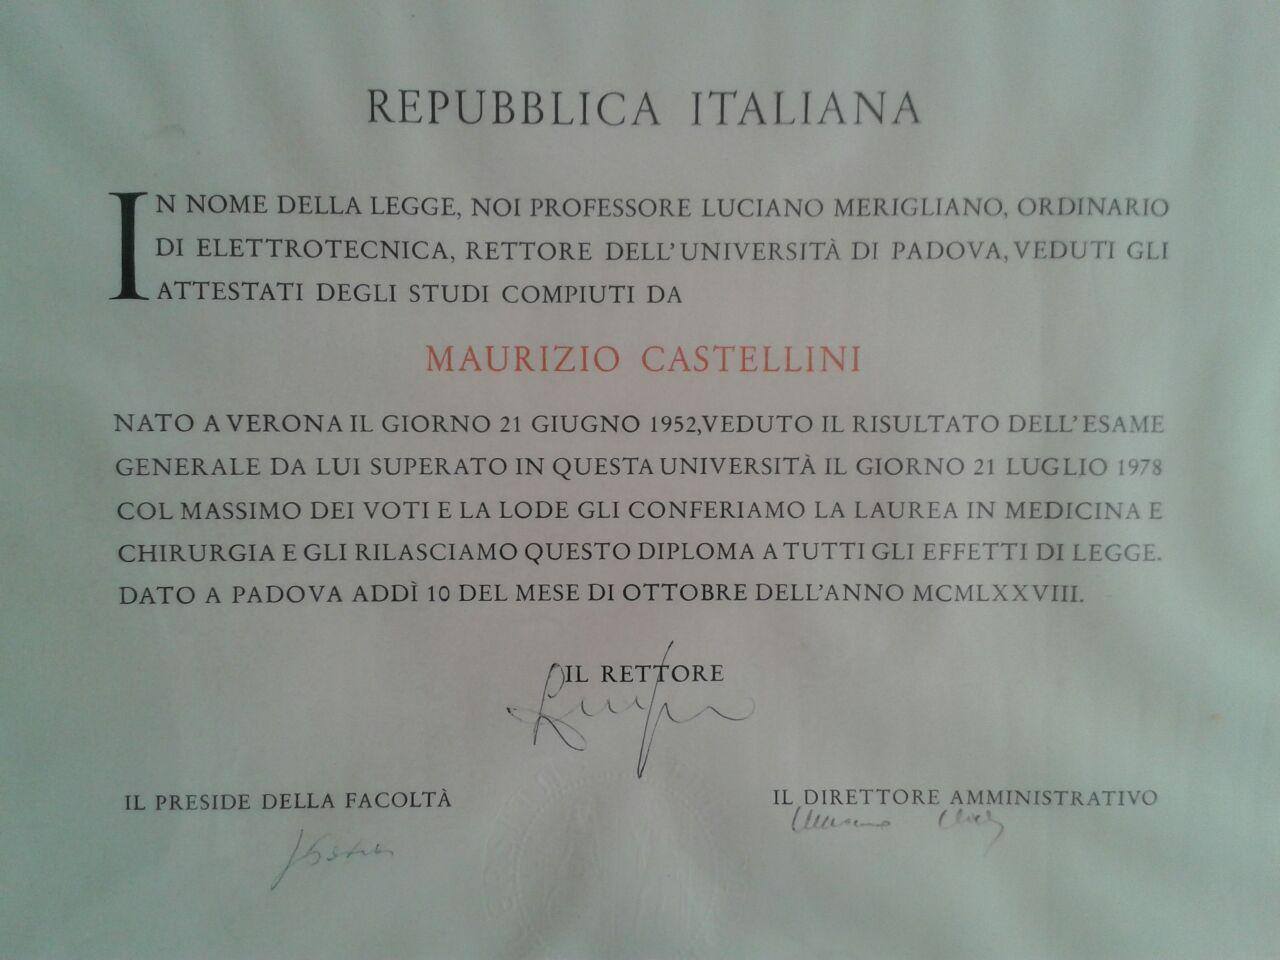 REPUBBLICA ITALIANA
IN NOME DELLA LEGGE, NOI PROFESSORE LUCIANO MERIGLIANO, ORDINARIO
DI ELETTROTECNICA, RETTORE DELL'UNIVERSITÀ DI PADOVA, VEDUTI GLI
ATTESTATI DEGLI STUDI COMPIUTI DA
MAURIZIO CASTELLINI
NATO A VERONA IL GIORNO 21 GIUGNO 1952, VEDUTO IL RISULTATO DELL'ESAME
GENERALE DA LUI SUPERATO IN QUESTA UNIVERSITÀ IL GIORNO 21 LUGLIO 1978
COL MASSIMO DEI VOTI E LA LODE GLI CONFERIAMO LA LAUREA IN MEDICINA E
CHIRURGIA E GLI RILASCIAMO QUESTO DIPLOMA A TUTTI GLI EFFETTI DI LEGGE.
DATO A PADOVA ADDÌ 10 DEL MESE DI OTTOBRE DELL'ANNO MCMLXXVIII.
IL RETTORE
IL PRESIDE DELLA FACOLTÀ
IL DIRETTORE AMMINISTRATIVO